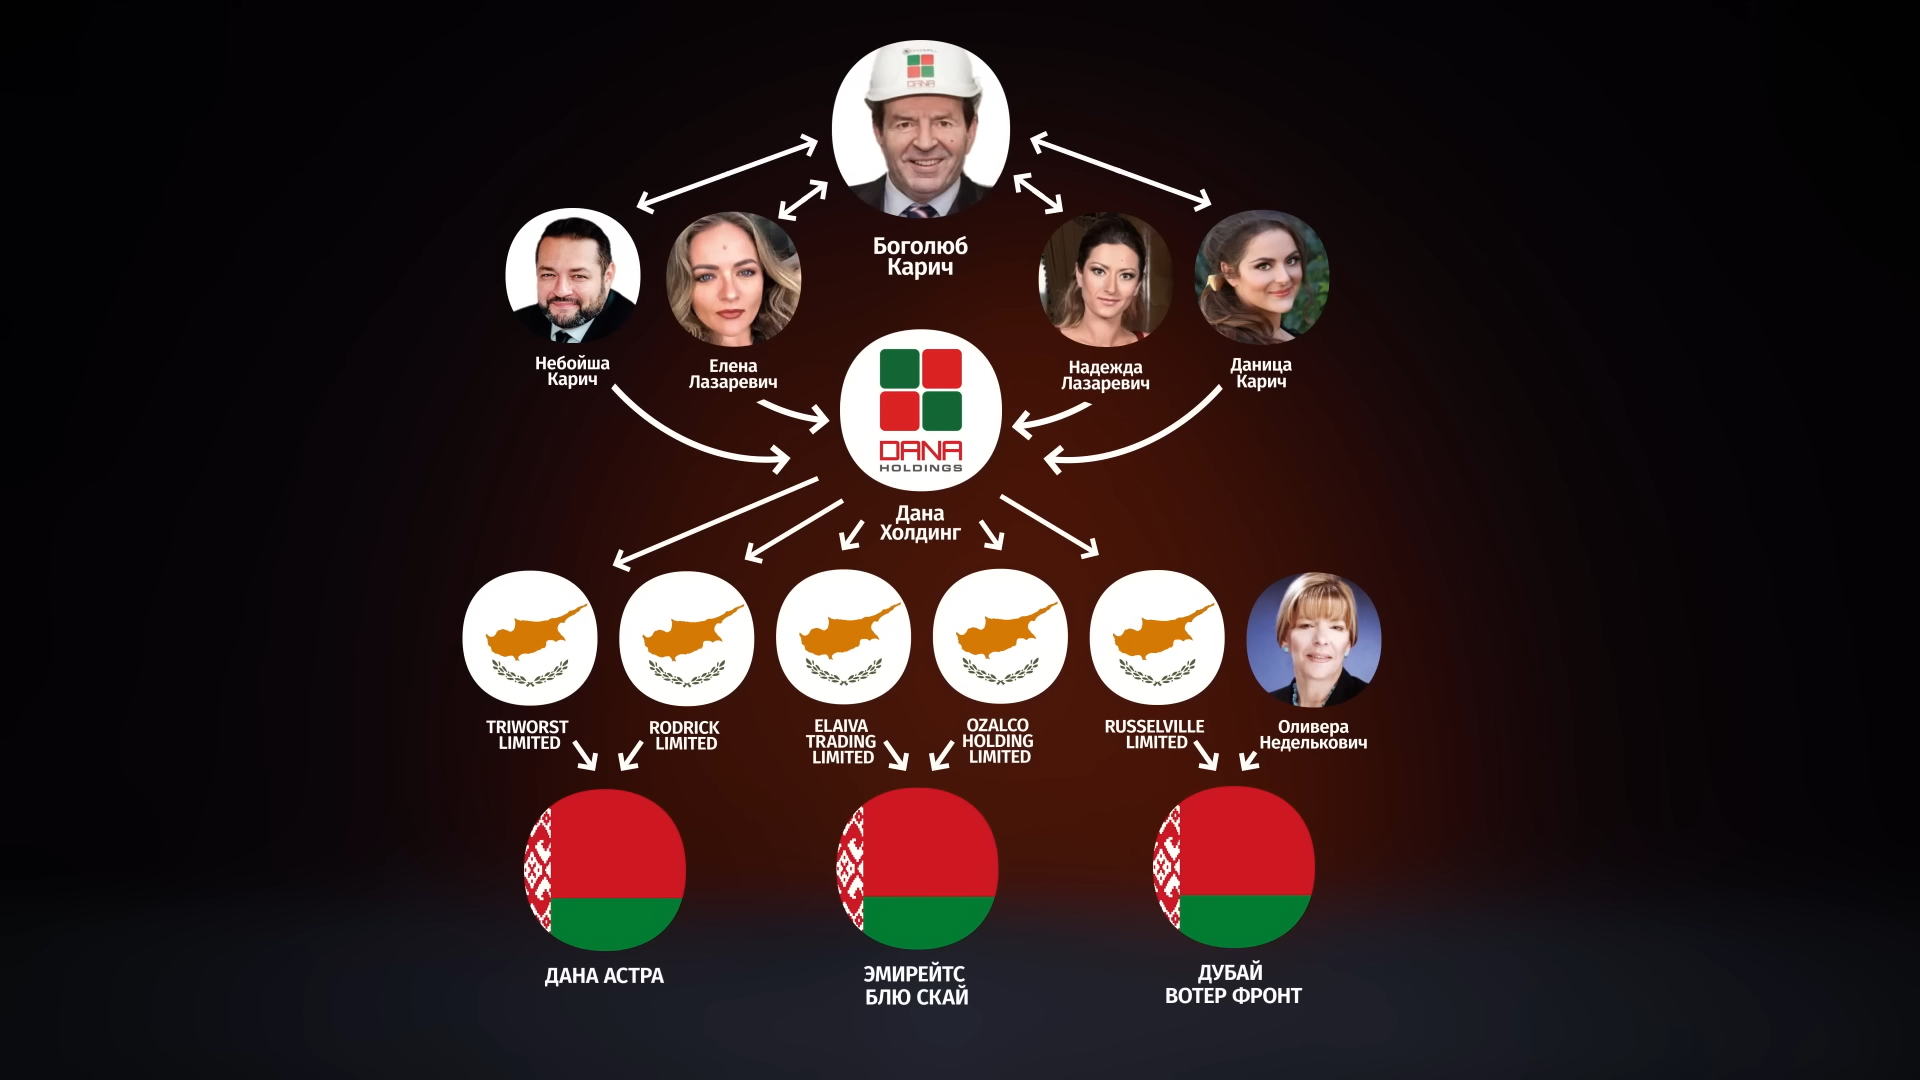 DANA
Боголюб
Карич
Небойша
Карич
Елена
Лазаревич
Надежда
Лазаревич
Даница
Карич
DANA
HOLDINGS
Дана
Холдинг
TRIWORST
LIMITED
RODRICK
LIMITED
ELAIVA
TRADING
LIMITED
OZALCO
HOLDING
LIMITED
RUSSELVILLE
LIMITED
Оливера
Неделькович
ДАНА АСТРА
ЭМИРЕЙТС
БЛЮ СКАЙ
ДУБАЙ
ВОТЕР ФРОНТ